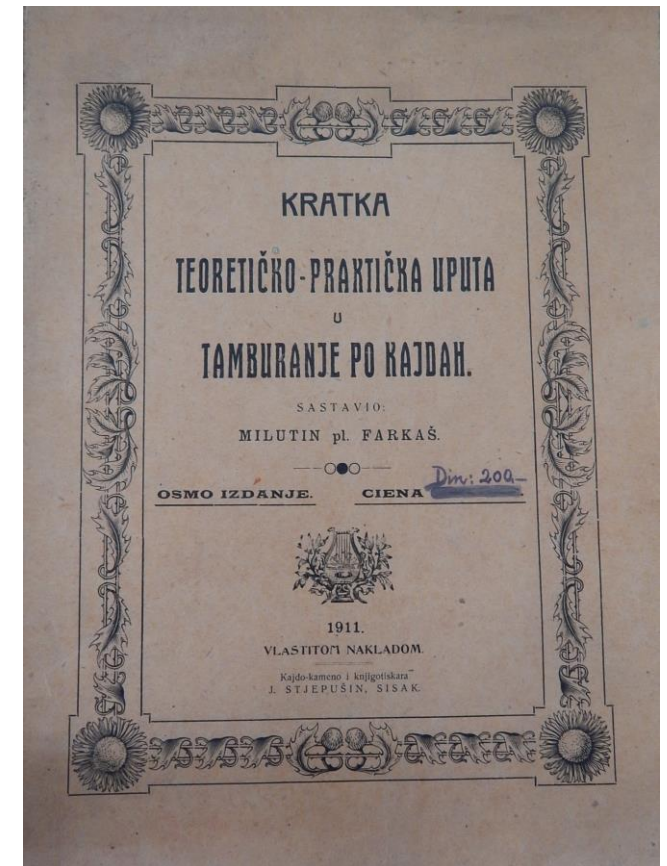 KRATKA
TEORETIČKO-PRAKTIČKA UPUTA
U
TAMBURANJE PO KAJDAH.
SASTAVIO:
MILUTIN pl. FARKAŠ.
OSMO IZDANJE. CIENA Din: 200,-
1911.
VLASTITOM NAKLADOM.
Kajdo-kameno i knjigotiskara
J. STJEPUŠIN, SISAK.